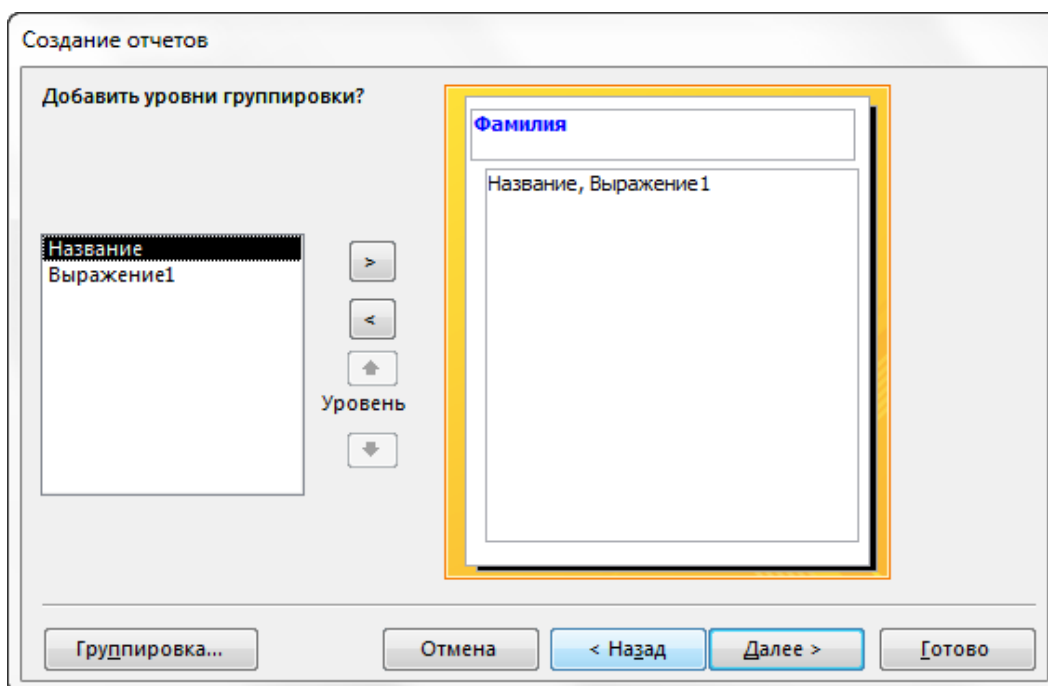 Создание отчетов
Добавить уровни группировки?
Фамилия
Название, Выражение1
Название
Выражение1
>
<
Уровень
Группировка...
Отмена
< Назад
Далее >
Готово